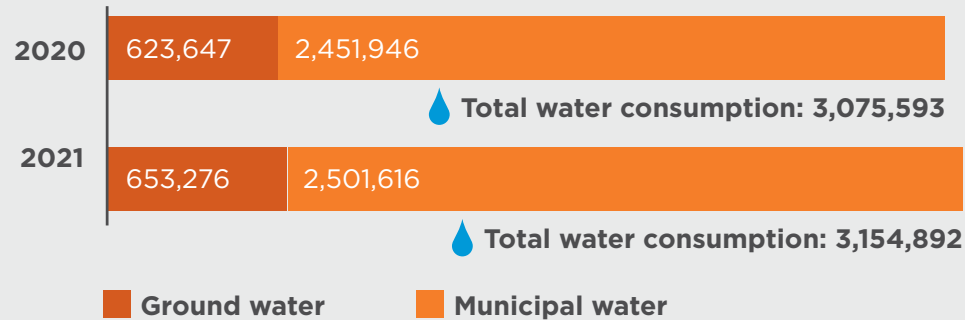 2020
623,647 2,451,946
Total water consumption: 3,075,593
2021
653,276 2,501,616
Total water consumption: 3,154,892
Ground water Municipal water